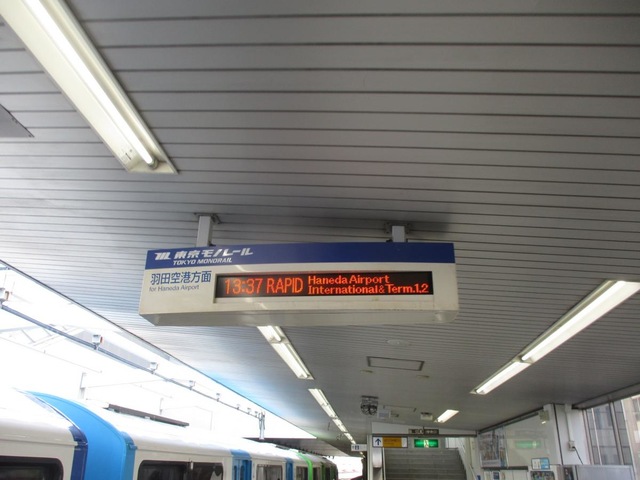 東京モノレール
TOKYO MONORAIL
羽田空港方面
for Haneda Airport
13:37 RAPID Haneda Airport
International & Term.1,2